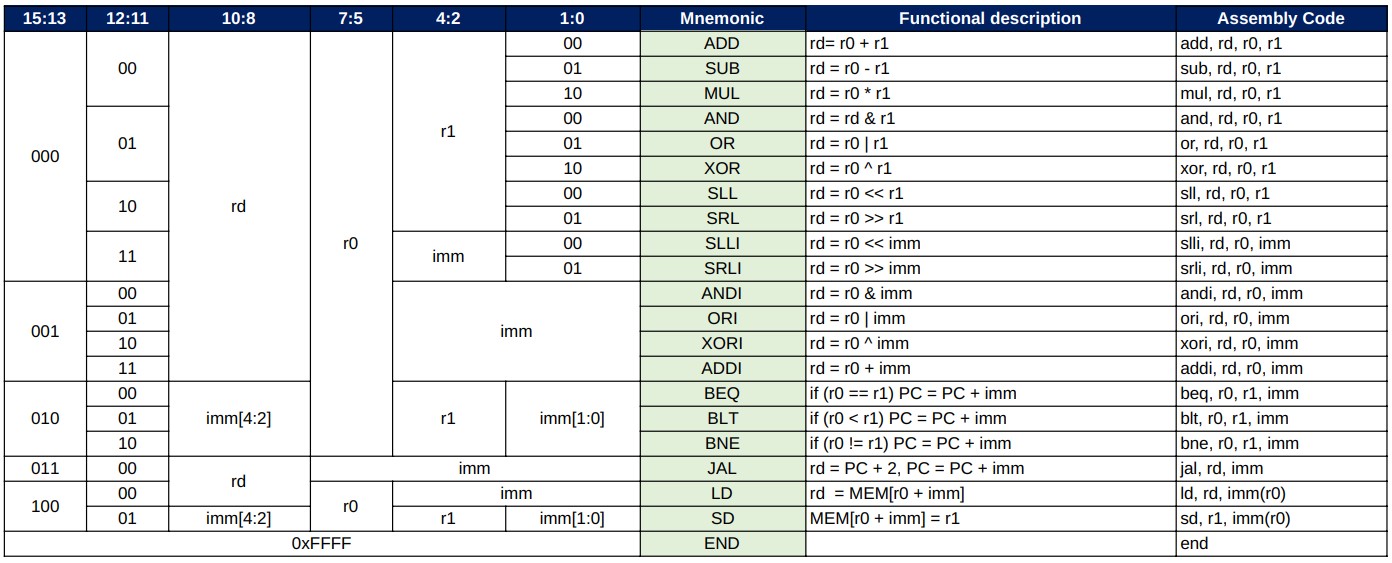 15:13 12:11 10:8 7:5 4:2 1:0 Mnemonic Functional description Assembly Code
000 00 rd r0 r1 00 ADD rd= r0 + r1 add, rd, r0, r1
01 SUB rd = r0 - r1 sub, rd, r0, r1
10 MUL rd = r0 * r1 mul, rd, r0, r1
01 00 AND rd = rd & r1 and, rd, r0, r1
01 OR rd = r0 | r1 or, rd, r0, r1
10 XOR rd = r0 ^ r1 xor, rd, r0, r1
10 00 SLL rd = r0 << r1 sll, rd, r0, r1
01 SRL rd = r0 >> r1 srl, rd, r0, r1
11 imm 00 SLLI rd = r0 << imm slli, rd, r0, imm
01 SRLI rd = r0 >> imm srli, rd, r0, imm
001 00 imm ANDI rd = r0 & imm andi, rd, r0, imm
01 ORI rd = r0 | imm ori, rd, r0, imm
10 XORI rd = r0 ^ imm xori, rd, r0, imm
11 ADDI rd = r0 + imm addi, rd, r0, imm
010 00 imm[4:2] r1 imm[1:0] BEQ if (r0 == r1) PC = PC + imm beq, r0, r1, imm
01 BLT if (r0 < r1) PC = PC + imm blt, r0, r1, imm
10 BNE if (r0 != r1) PC = PC + imm bne, r0, r1, imm
011 00 rd imm JAL rd = PC + 2, PC = PC + imm jal, rd, imm
100 00 r0 imm LD rd = MEM[r0 + imm] ld, rd, imm(r0)
01 imm[4:2] r1 imm[1:0] SD MEM[r0 + imm] = r1 sd, r1, imm(r0)
0xFFFF END end